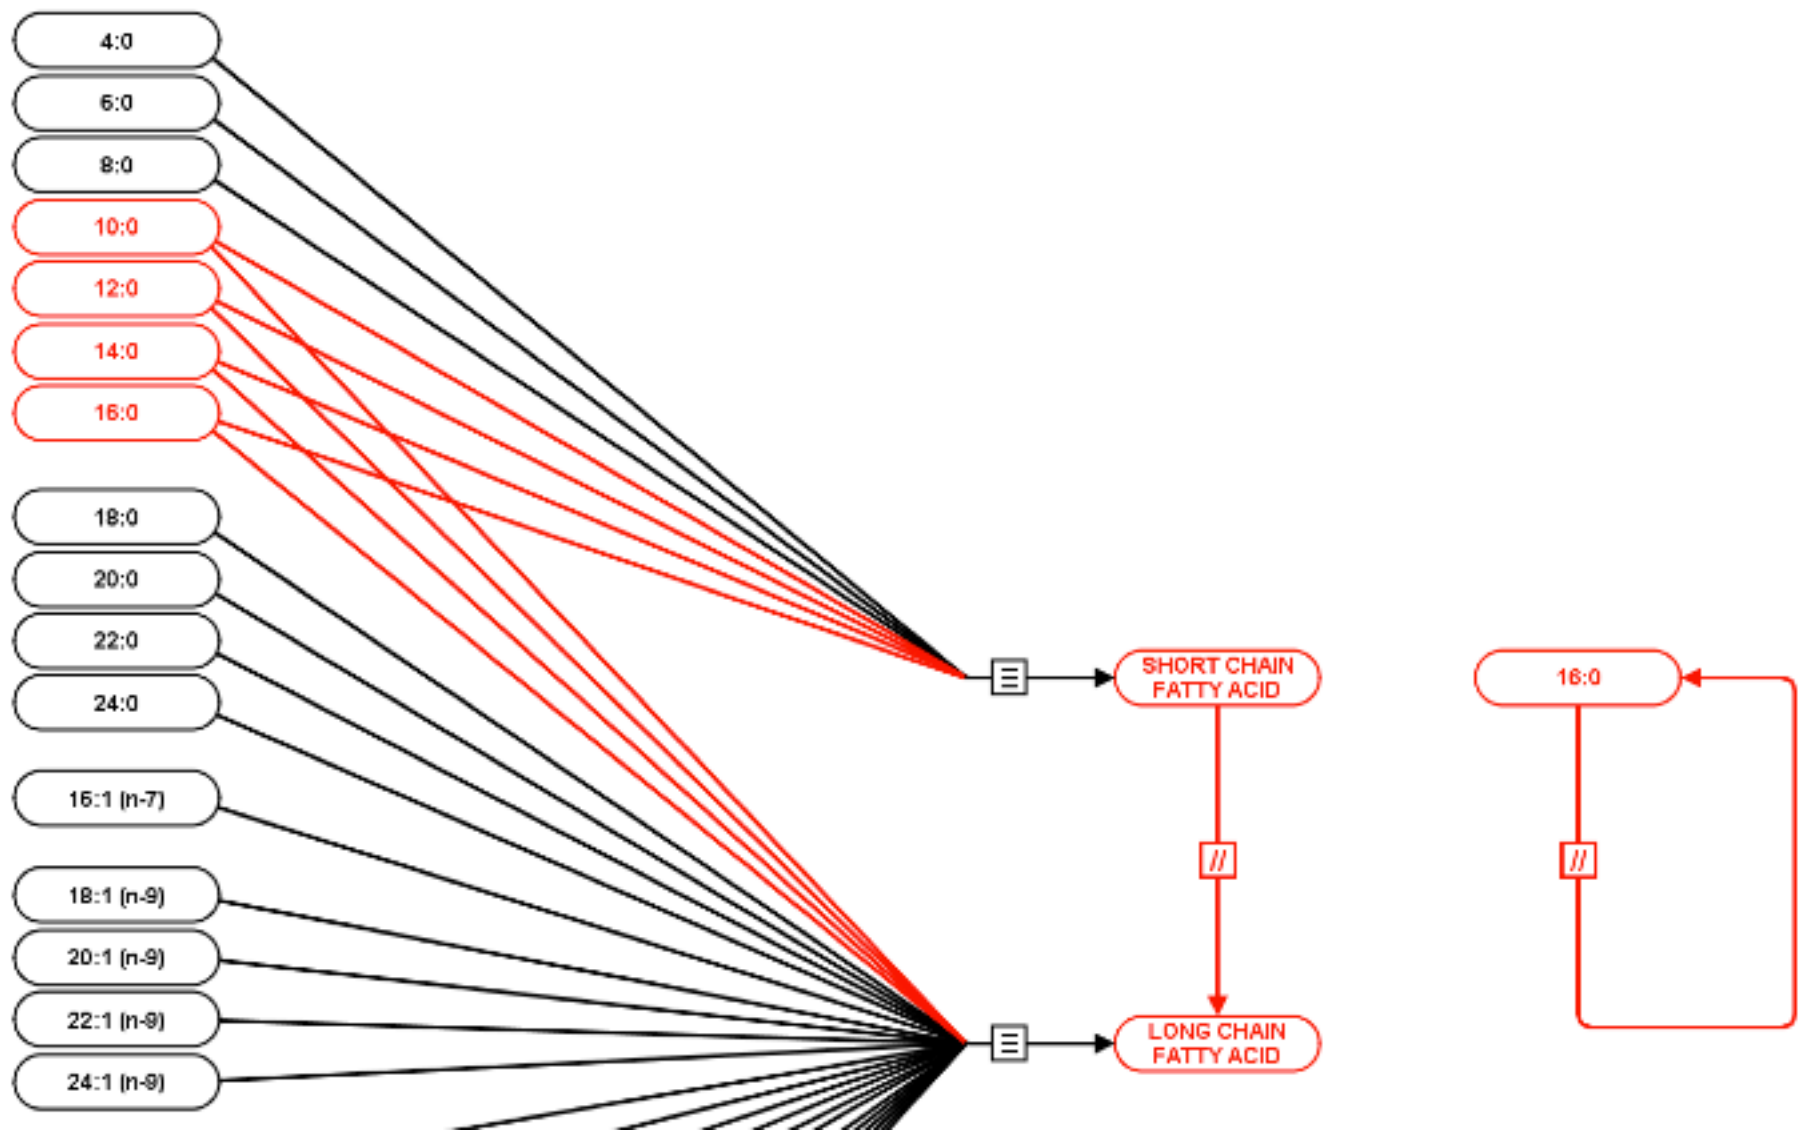 4:0
6:0
8:0
10:0
12:0
14:0
16:0
18:0
20:0
22:0
24:0
16:1 (n-7)
18:1 (n-9)
20:1 (n-9)
22:1 (n-9)
24:1 (n-9)
SHORT CHAIN
FATTY ACID
16:0
//
//
LONG CHAIN
FATTY ACID